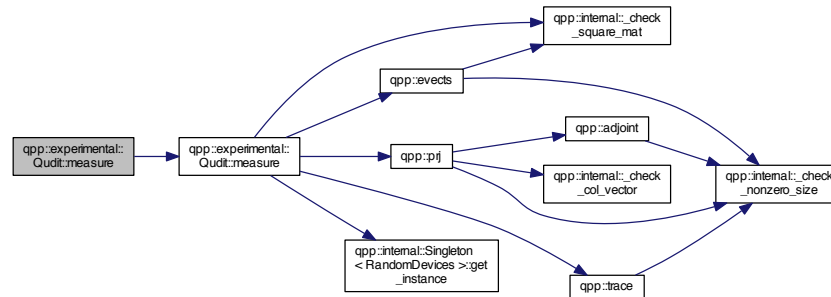 qpp::experimental::
Qudit::measure
qpp::experimental::
Qudit::measure
qpp::internal::_check
_square_mat
qpp::evects
qpp::prj
qpp::adjoint
qpp::internal::_check
_col_vector
qpp::internal::_check
_nonzero_size
qpp::internal::Singleton
< RandomDevices >::get
_instance
qpp::trace